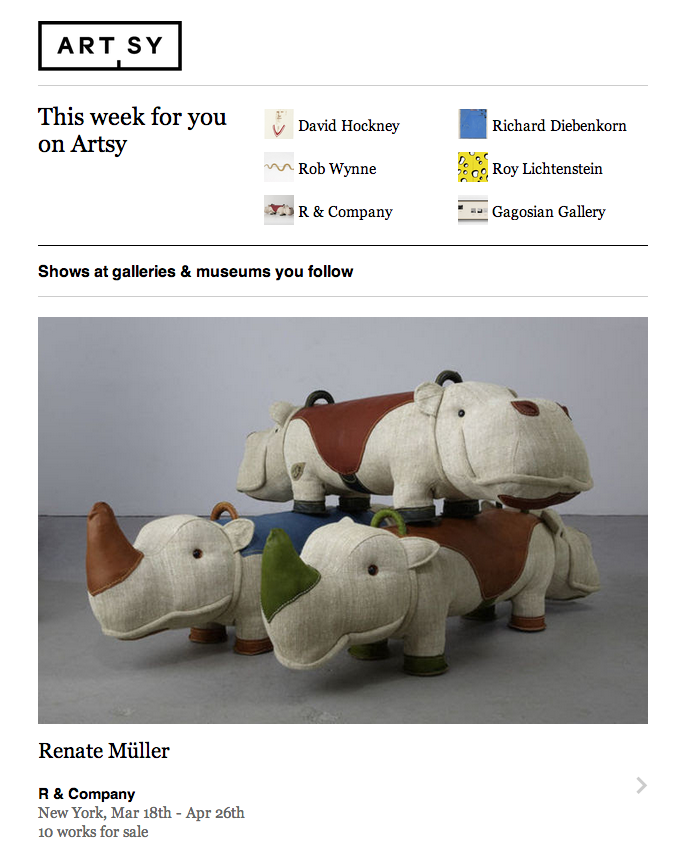 ARTSY
This week for you
on Artsy
David Hockney
Richard Diebenkorn
Rob Wynne
Roy Lichtenstein
R & Company
Gagosian Gallery
Shows at galleries & museums you follow
Renate Müller
R & Company
New York, Mar 18th - Apr 26th
10 works for sale